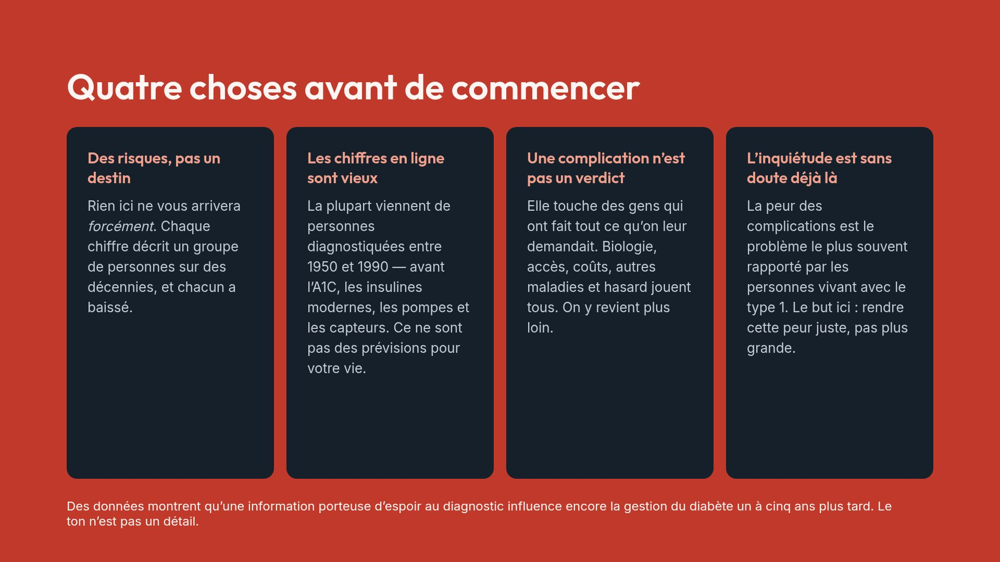 Quatre choses avant de commencer
Des risques, pas un
destin
Rien ici ne vous arrivera
forcément. Chaque
chiffre décrit un groupe
de personnes sur des
décennies, et chacun a
baissé.
Les chiffres en ligne
sont vieux
La plupart viennent de
personnes
diagnostiquées entre
1950 et 1990 — avant
l’A1C, les insulines
modernes, les pompes et
les capteurs. Ce ne sont
pas des prévisions pour
votre vie.
Une complication n’est
pas un verdict
Elle touche des gens qui
ont fait tout ce qu’on leur
demandait. Biologie,
accès, coûts, autres
maladies et hasard jouent
tous. On y revient plus
loin.
L’inquiétude est sans
doute déjà là
La peur des
complications est le
problème le plus souvent
rapporté par les
personnes vivant avec le
type 1. Le but ici : rendre
cette peur juste, pas plus
grande.
Des données montrent qu’une information porteuse d’espoir au diagnostic influence encore la gestion du diabète un à cinq ans plus tard. Le
ton n’est pas un détail.